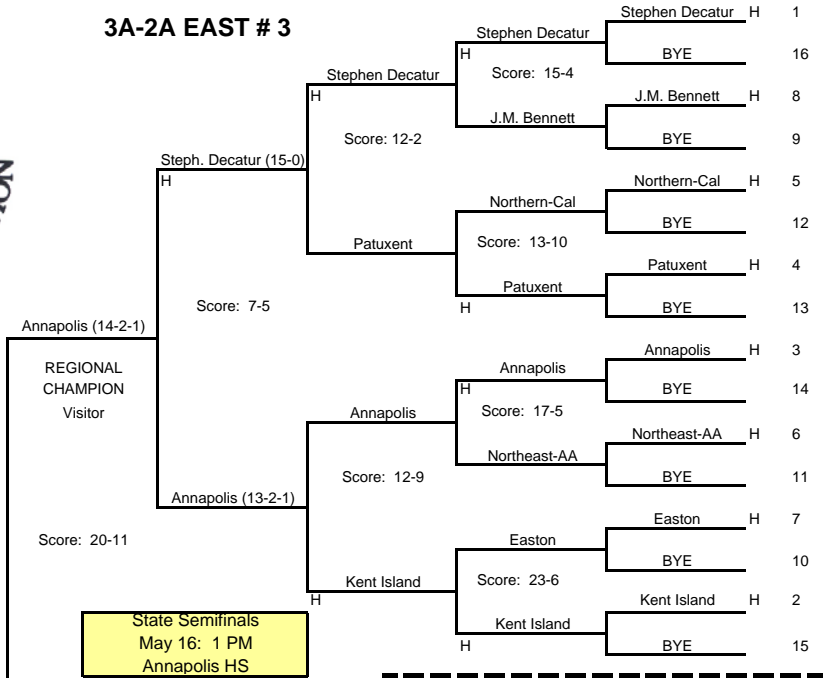 3A-2A EAST # 3
Stephen Decatur H 1
Stephen Decatur
H BYE 16
Score: 15-4
Stephen Decatur
H J.M. Bennett H 8
J.M. Bennett
Score: 12-2 BYE 9
Steph. Decatur (15-0)
H Northern-Cal H 5
Northern-Cal
BYE 12
Patuxent Score: 13-10
Patuxent H 4
Patuxent
Score: 7-5 H BYE 13
Annapolis (14-2-1)
Annapolis H 3
REGIONAL Annapolis
CHAMPION H BYE 14
Visitor Annapolis Score: 17-5
Northeast-AA H 6
Northeast-AA
Score: 12-9 BYE 11
Annapolis (13-2-1)
Easton H 7
Score: 20-11 Easton
BYE 10
Kent Island Score: 23-6
H Kent Island H 2
State Semifinals Kent Island
May 16: 1 PM H BYE 15
Annapolis HS